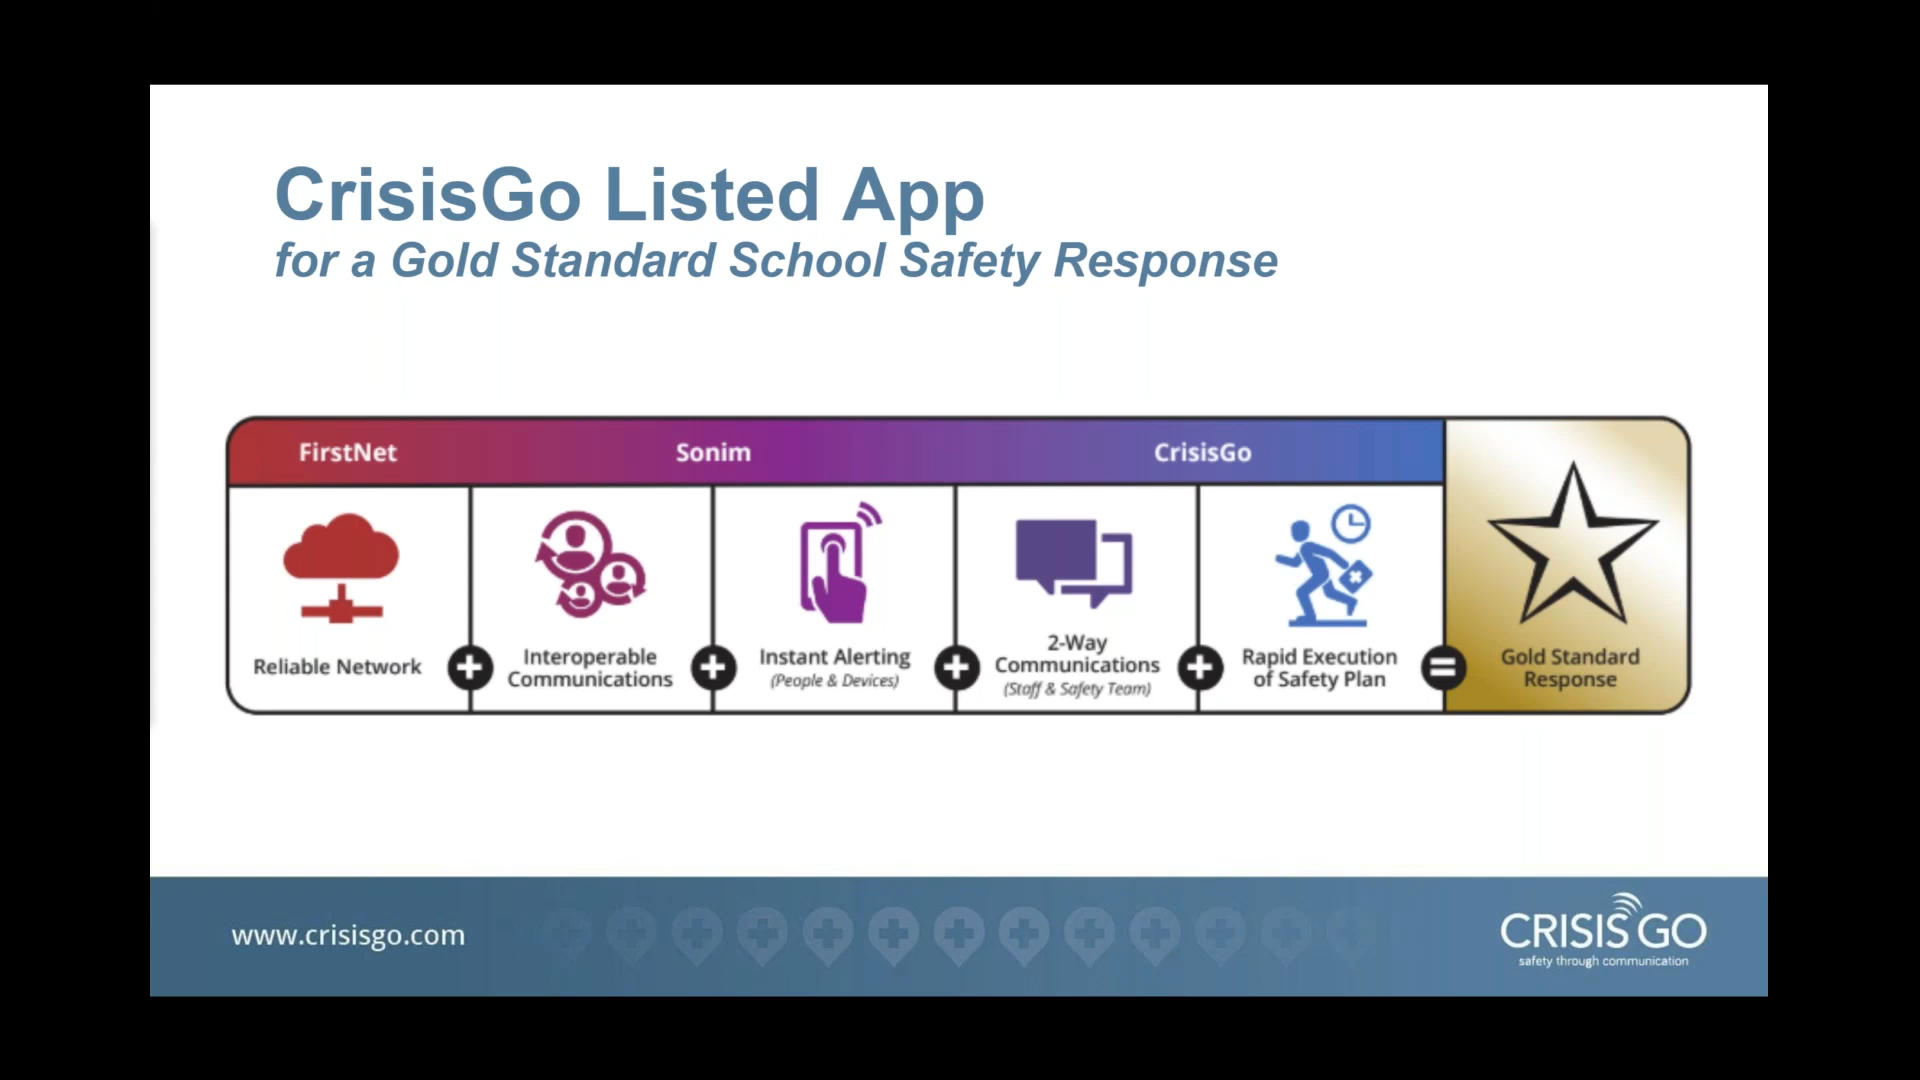 CrisisGo Listed App
for a Gold Standard School Safety Response
FirstNet
Sonim
CrisisGo
Reliable Network
Interoperable
Communications
Instant Alerting
(People & Devices)
2-Way
Communications
(Staff & Safety Team)
Rapid Execution
of Safety Plan
Gold Standard
Response
www.crisisgo.com
CRISIS GO
safety through communication